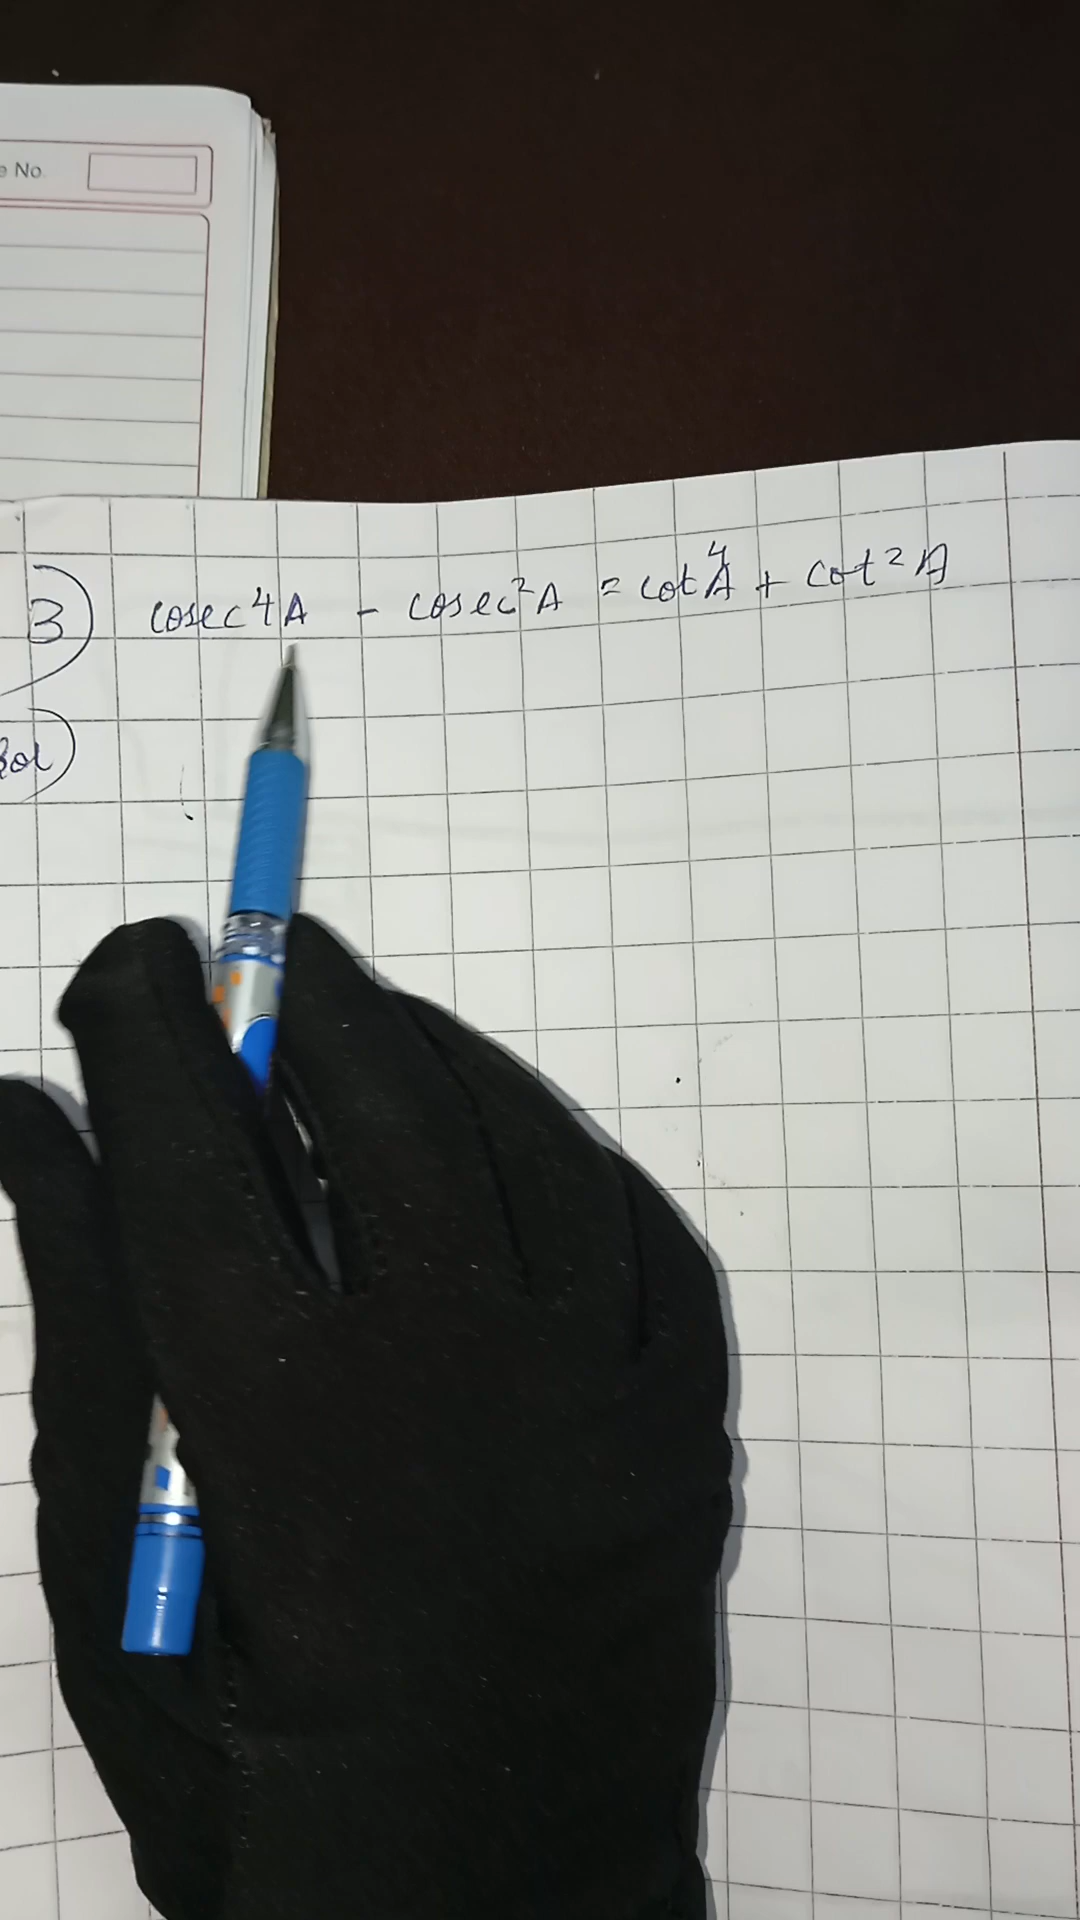 e No.
3) cosec⁴A - cosec²A = cot⁴A + cot²A
Sol)